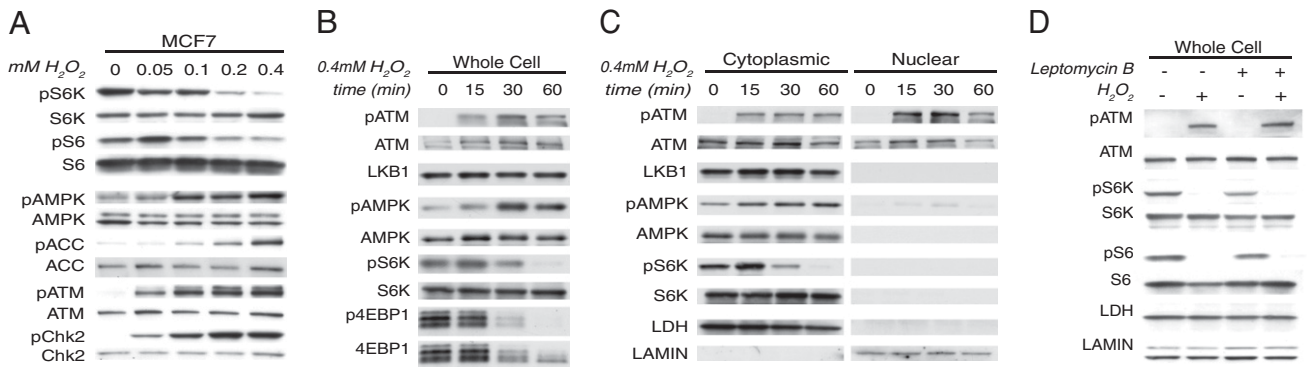 A
MCF7
mM H₂O₂ 0 0.05 0.1 0.2 0.4
pS6K
S6K
pS6
S6
pAMPK
AMPK
pACC
ACC
pATM
ATM
pChk2
Chk2
B
0.4mM H₂O₂ Whole Cell
time (min) 0 15 30 60
pATM
ATM
LKB1
pAMPK
AMPK
pS6K
S6K
p4EBP1
4EBP1
C
0.4mM H₂O₂ Cytoplasmic Nuclear
time (min) 0 15 30 60 0 15 30 60
pATM
ATM
LKB1
pAMPK
AMPK
pS6K
S6K
LDH
LAMIN
D
Whole Cell
Leptomycin B - - + +
H₂O₂ - + - +
pATM
ATM
pS6K
S6K
pS6
S6
LDH
LAMIN